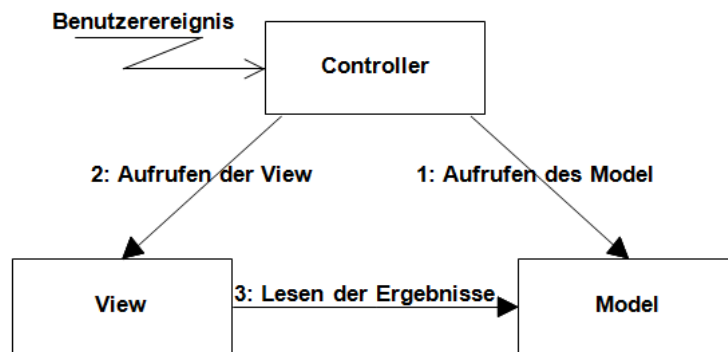 Benutzerereignis
Controller
2: Aufrufen der View
1: Aufrufen des Model
View
3: Lesen der Ergebnisse
Model